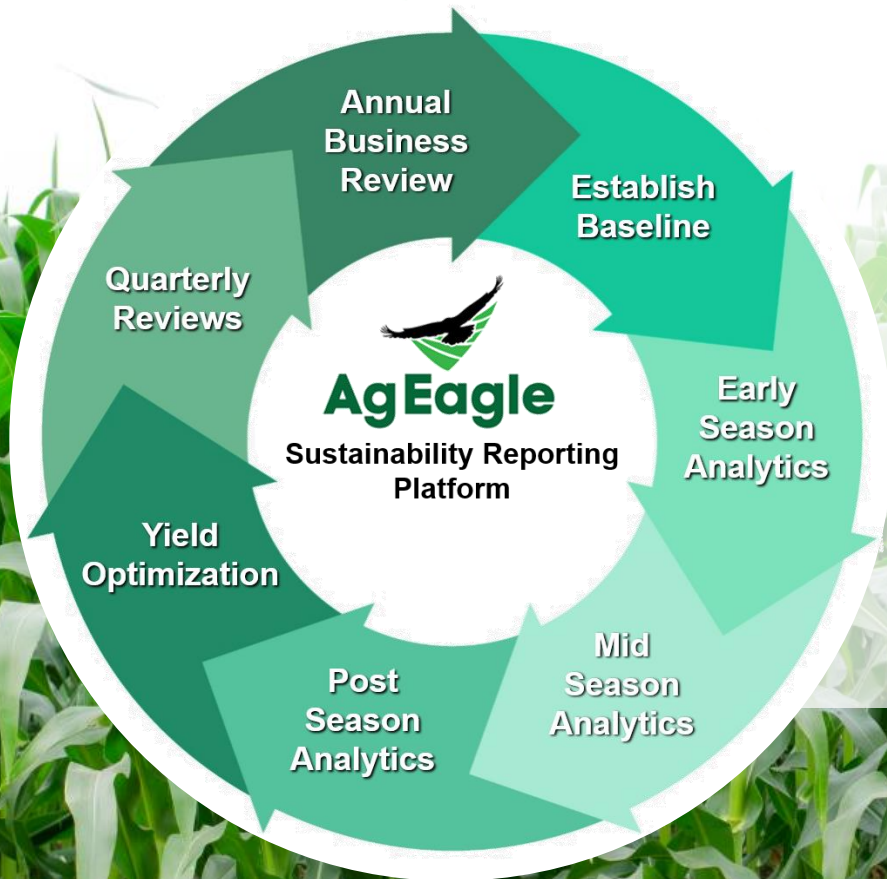 Annual
Business
Review
Establish
Baseline
Early
Season
Analytics
Mid
Season
Analytics
Post
Season
Analytics
Yield
Optimization
Quarterly
Reviews
AgEagle
Sustainability Reporting
Platform